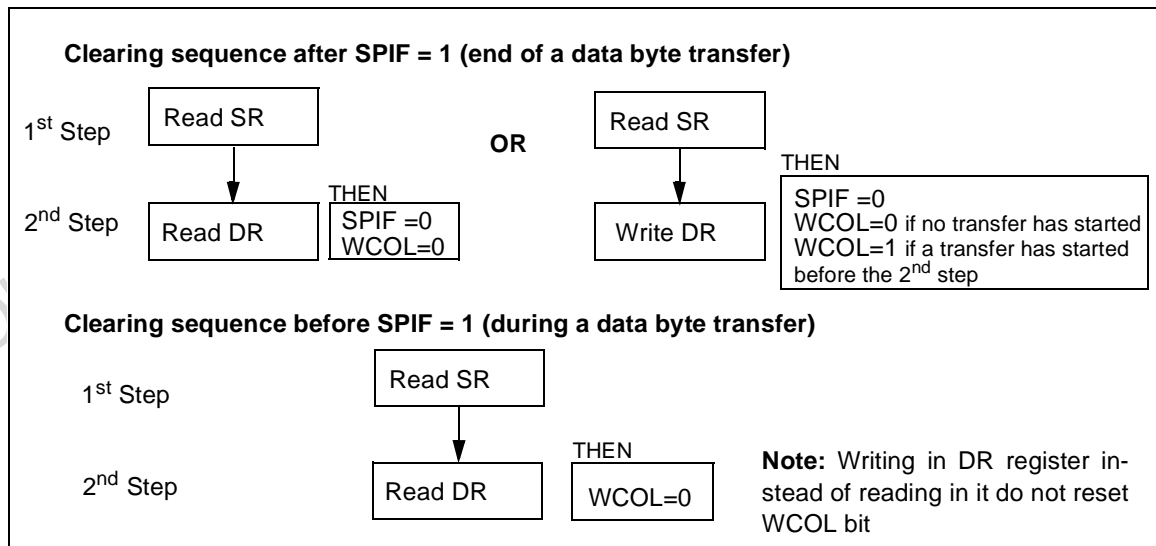 Clearing sequence after SPIF = 1 (end of a data byte transfer)
1st Step
Read SR
OR
Read SR
THEN
2nd Step
Read DR
THEN
SPIF =0
WCOL=0
Write DR
SPIF =0
WCOL=0 if no transfer has started
WCOL=1 if a transfer has started
before the 2nd step
Clearing sequence before SPIF = 1 (during a data byte transfer)
1st Step
Read SR
2nd Step
Read DR
THEN
WCOL=0
Note: Writing in DR register in-
stead of reading in it do not reset
WCOL bit